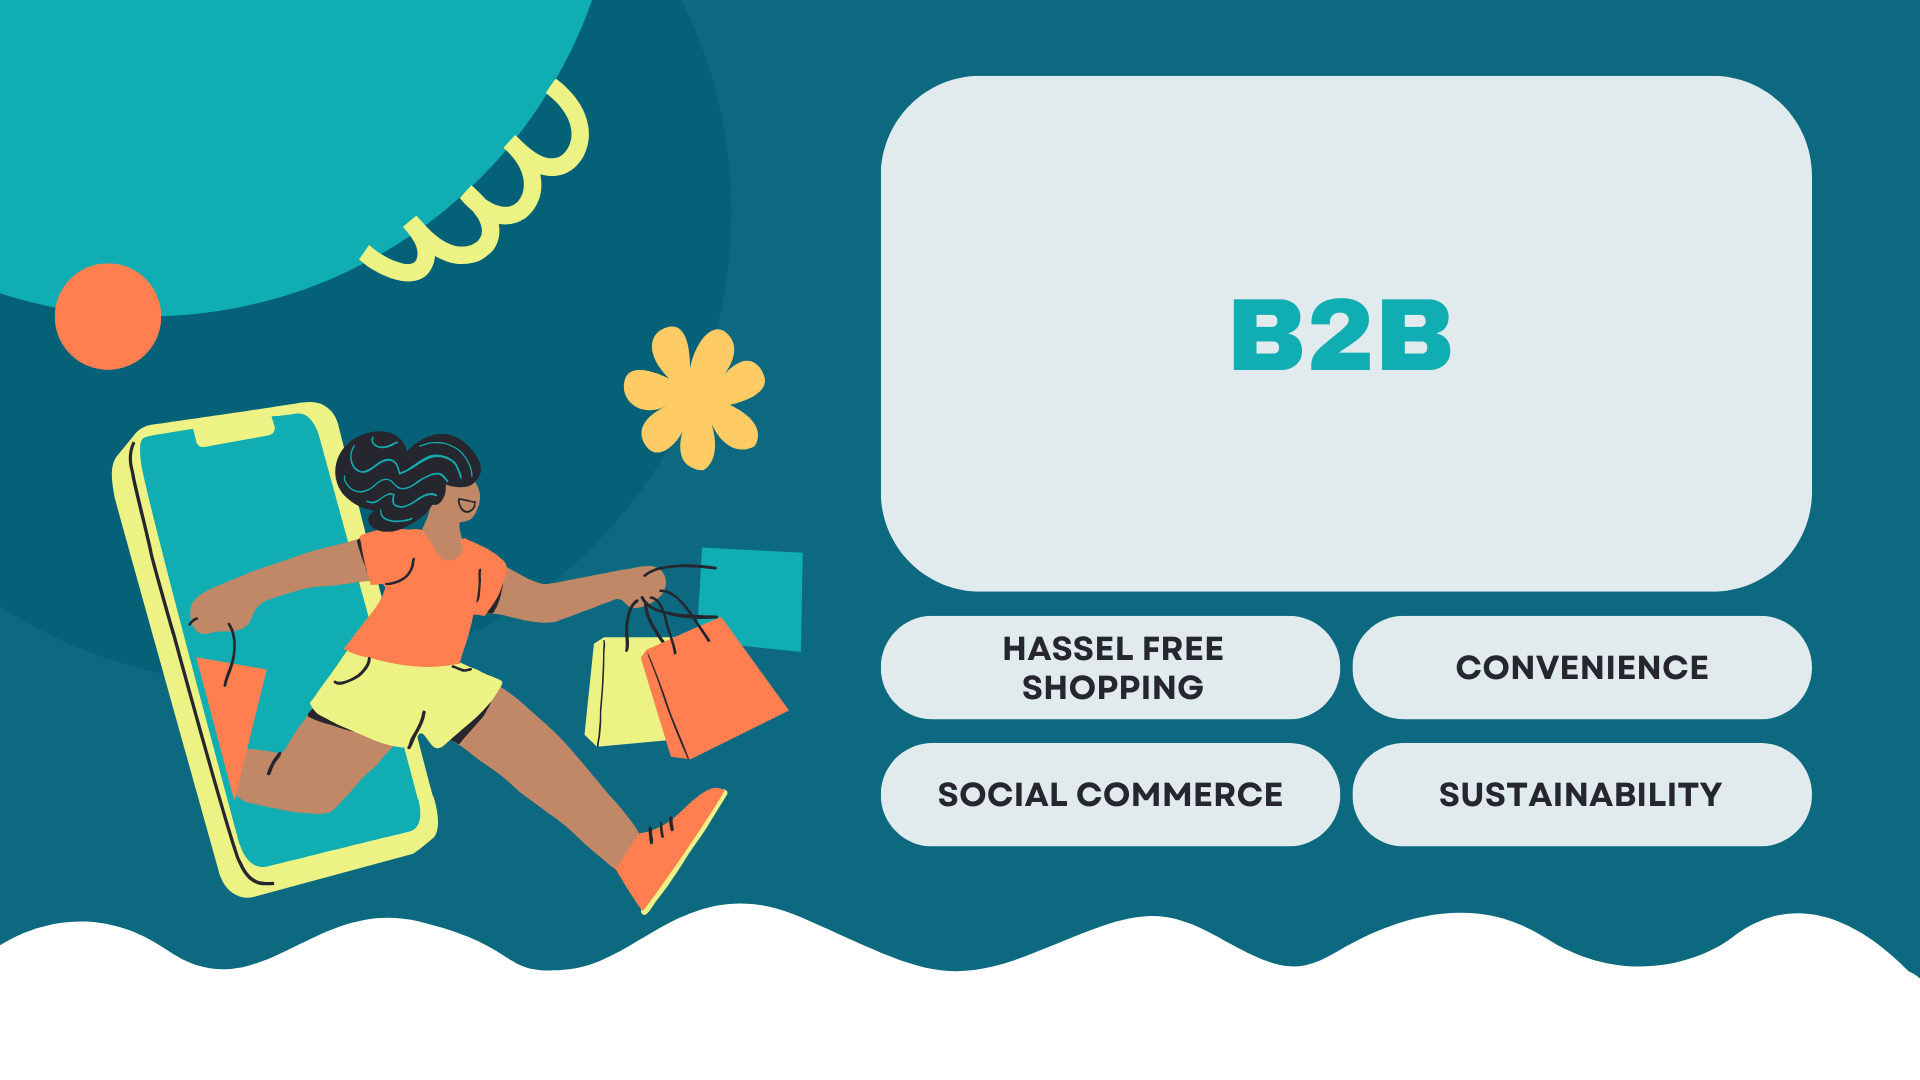 B2B
HASSEL FREE
SHOPPING
CONVENIENCE
SOCIAL COMMERCE
SUSTAINABILITY